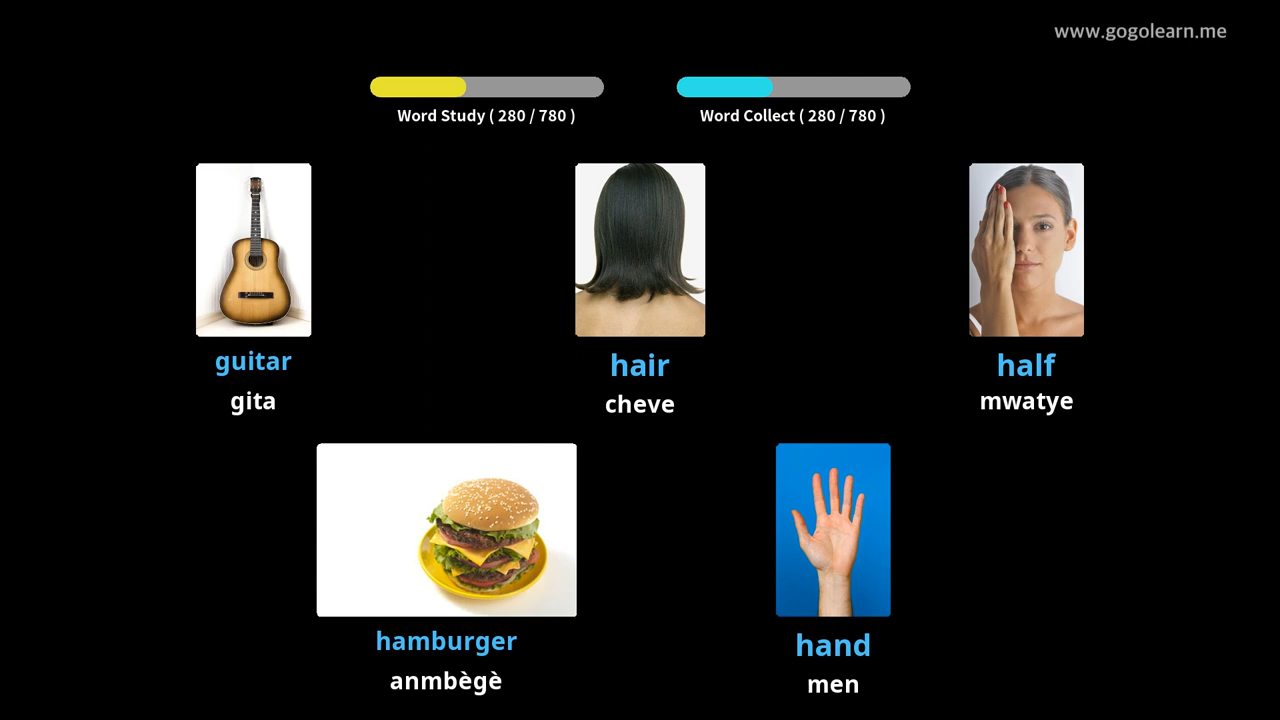 www.gogolearn.me
Word Study ( 280 / 780 )
Word Collect ( 280 / 780 )
guitar
gita
hair
cheve
half
mwatye
hamburger
anmbègè
hand
men